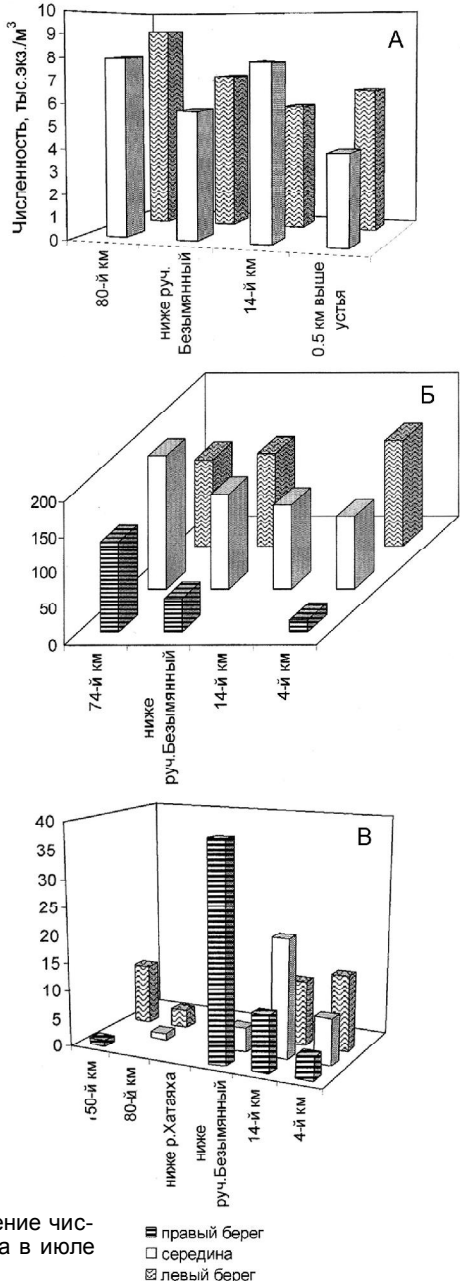 Численность, тыс.экз./м³
10
9
8
7
6
5
4
3
2
1
0
А
80-й км
ниже руч.
Безымянный
14-й км
0.5 км выше
устья
Б
200
150
100
50
0
74-й км
ниже
руч.Безымянный
14-й км
4-й км
В
40
35
30
25
20
15
10
5
0
150-й км
80-й км
ниже р.Хатаяха
ниже
руч.Безымянный
14-й км
4-й км
ение чис-
а в июле
правый берег
середина
левый берег